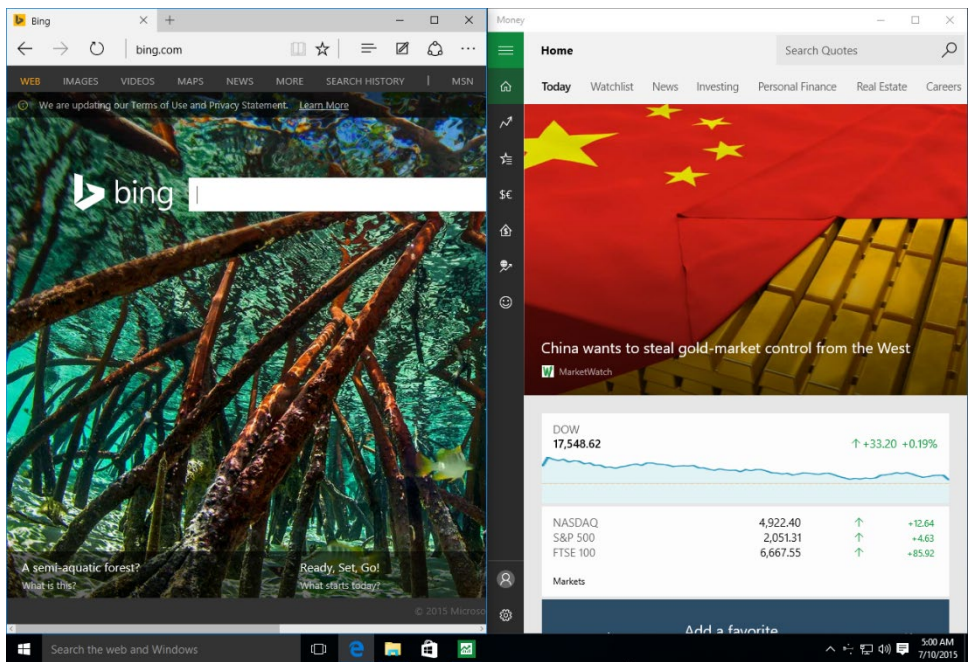 Bing
bing.com
WEB IMAGES VIDEOS MAPS NEWS MORE SEARCH HISTORY | MSN
We are updating our Terms of Use and Privacy Statement. Learn More
bing
A semi-aquatic forest?
What is this?
Ready, Set, Go!
What starts today?
© 2015 Microso
Money
Home
Search Quotes
Today Watchlist News Investing Personal Finance Real Estate Careers
$€
China wants to steal gold-market control from the West
MarketWatch
DOW
17,548.62 +33.20 +0.19%
NASDAQ 4,922.40 +12.64
S&P 500 2,051.31 +4.63
FTSE 100 6,667.55 +85.92
Markets
Add a favorite
Search the web and Windows
5:00 AM
7/10/2015